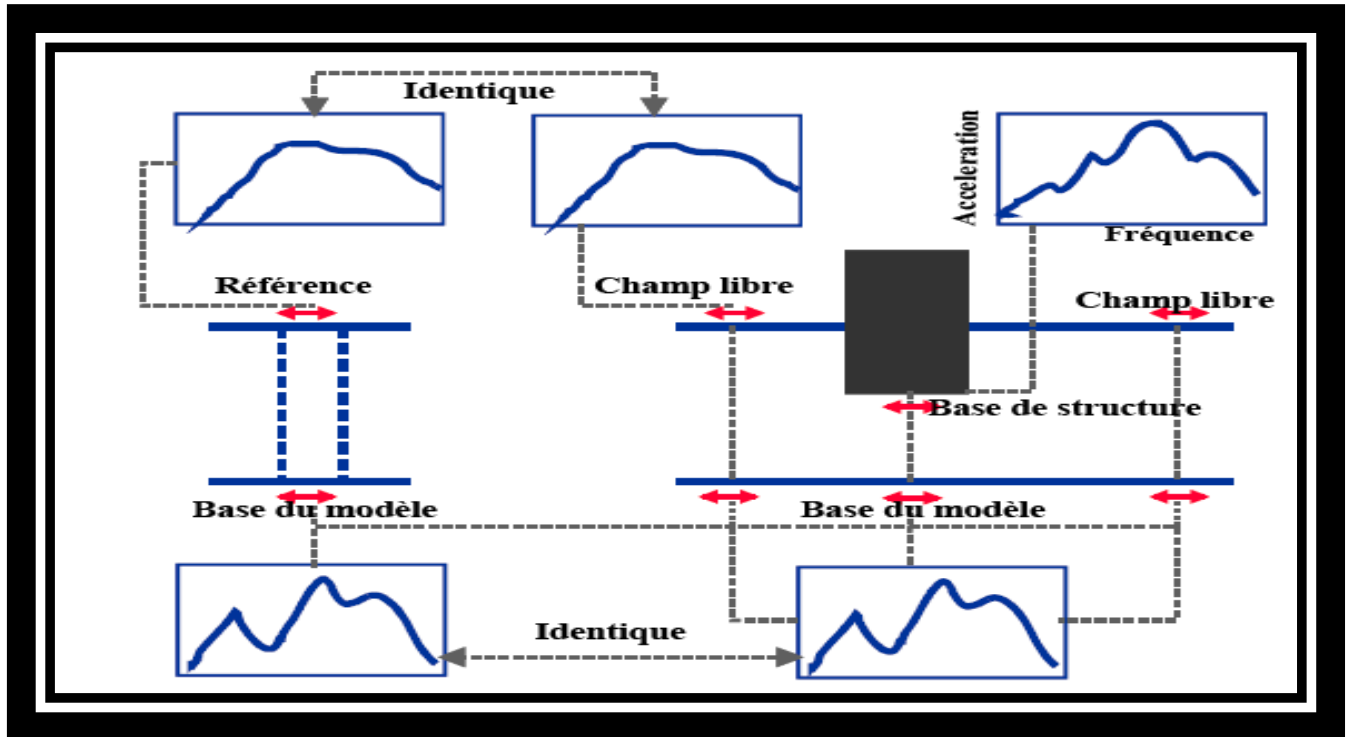 Identique
Acceleration
Fréquence
Référence
Champ libre
Champ libre
Base de structure
Base du modèle
Base du modèle
Identique